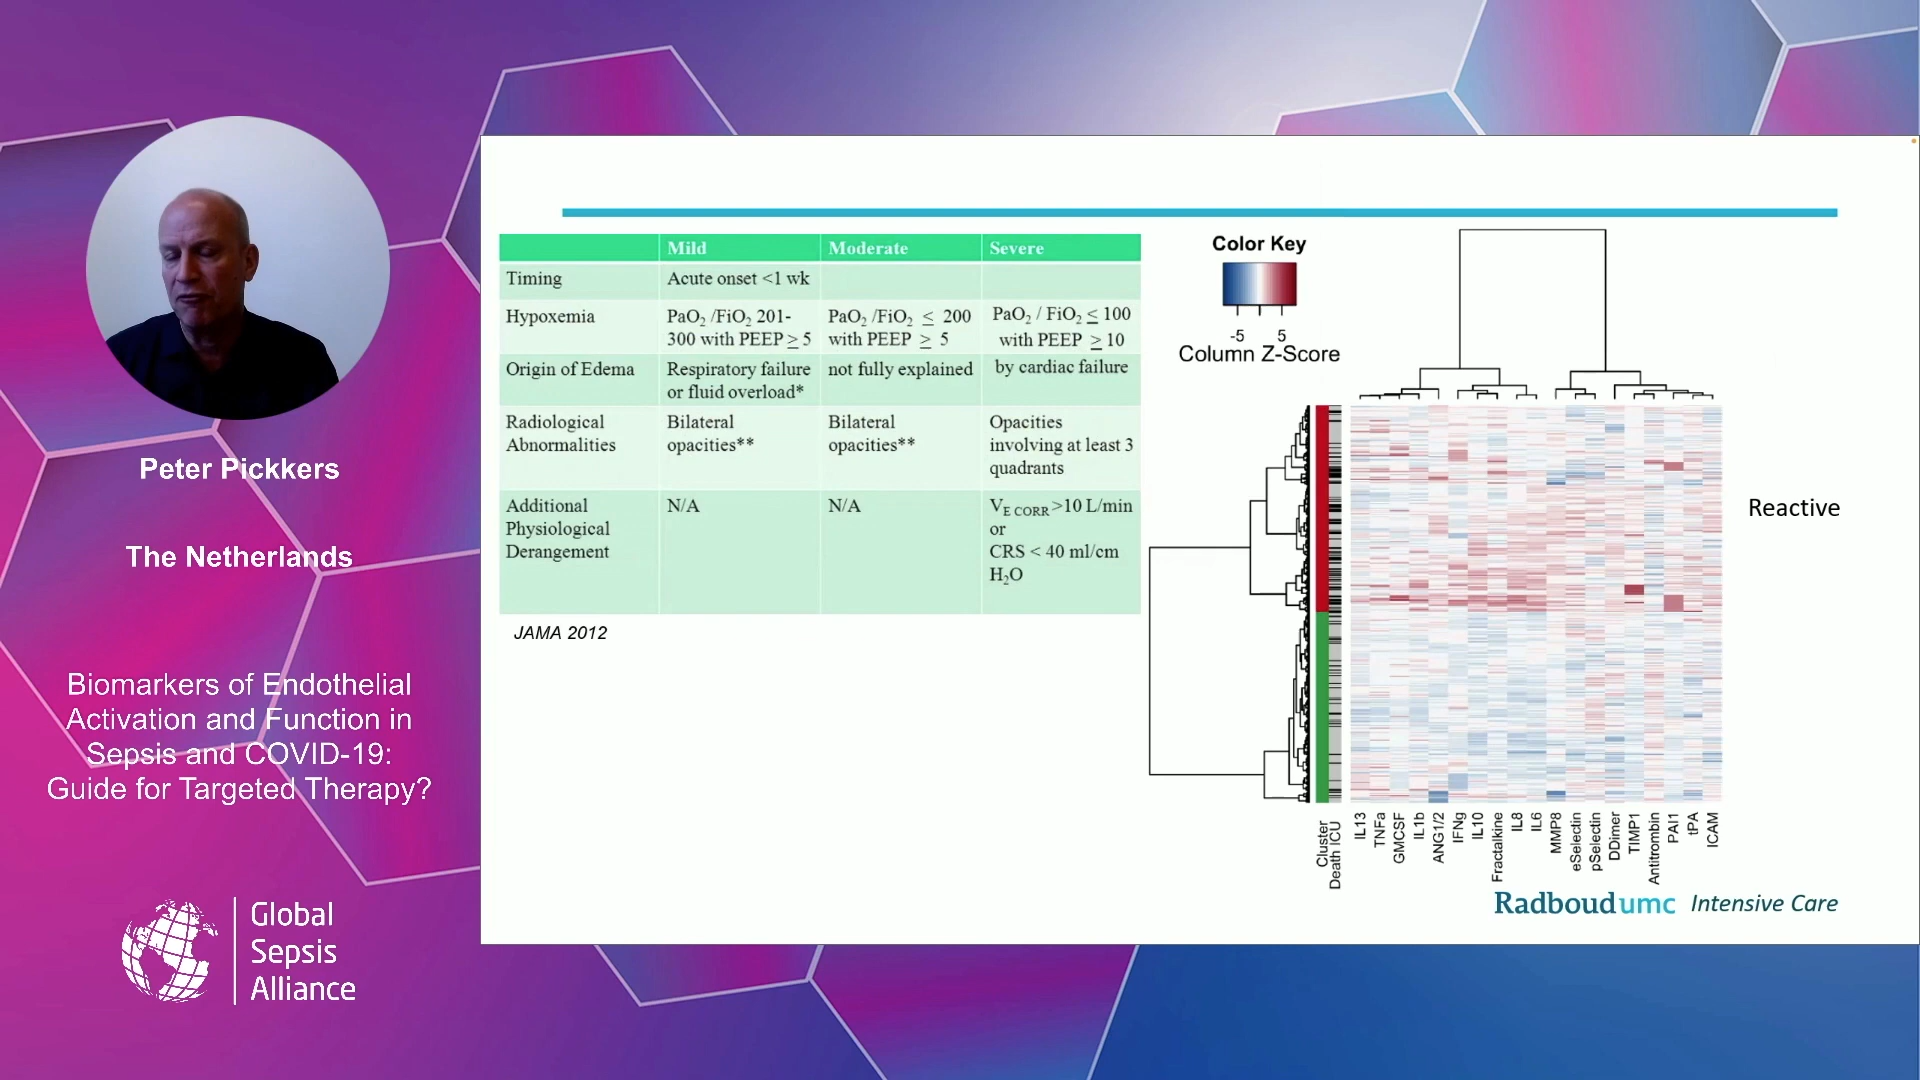 Peter Pickkers
The Netherlands
Biomarkers of Endothelial
Activation and Function in
Sepsis and COVID-19:
Guide for Targeted Therapy?
Global
Sepsis
Alliance
Mild Moderate Severe
Timing Acute onset <1 wk
Hypoxemia
PaO₂ /FiO₂ 201-
300 with PEEP ≥ 5
PaO₂ /FiO₂ ≤ 200
with PEEP ≥ 5
PaO₂ / FiO₂ ≤ 100
with PEEP ≥ 10
Origin of Edema
Respiratory failure
or fluid overload*
not fully explained
by cardiac failure
Radiological
Abnormalities
Bilateral
opacities**
Bilateral
opacities**
Opacities
involving at least 3
quadrants
Additional
Physiological
Derangement
N/A
N/A
V_E CORR >10 L/min
or
CRS < 40 ml/cm
H₂O
JAMA 2012
Color Key
-5 5
Column Z-Score
Reactive
Cluster
Death ICU
IL13
TNFa
GMCSF
IL1b
ANG1/2
IFNg
IL10
Fractalkine
IL8
IL6
MMP8
eSelectin
pSelectin
DDimer
TIMP1
Antitrombin
PAI1
tPA
ICAM
Radboudumc Intensive Care